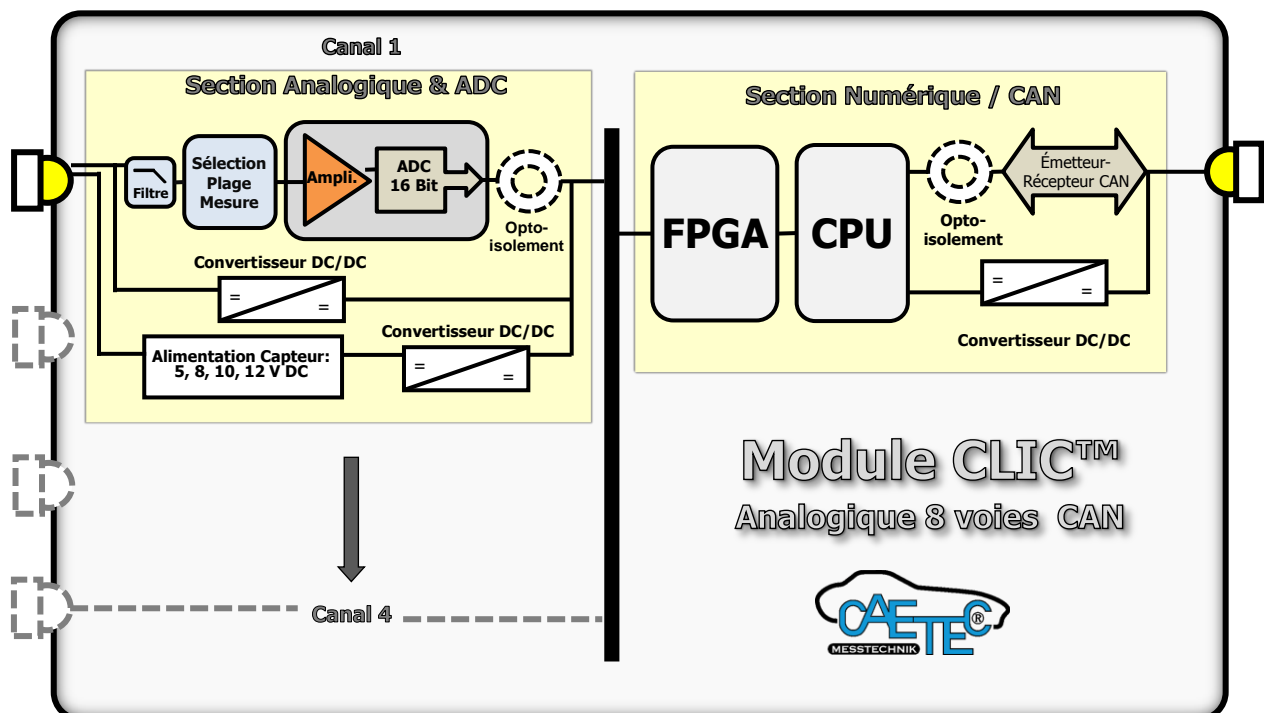 Canal 1
Section Analogique & ADC
Filtre
Sélection
Plage
Mesure
Ampli.
ADC
16 Bit
Opto-
isolement
Convertisseur DC/DC
=
=
Convertisseur DC/DC
=
=
Alimentation Capteur:
5, 8, 10, 12 V DC
Canal 4
Section Numérique / CAN
FPGA
CPU
Opto-
isolement
Émetteur-
Récepteur CAN
=
=
Convertisseur DC/DC
Module CLIC™
Analogique 8 voies CAN
CAETEC®
MESSTECHNIK